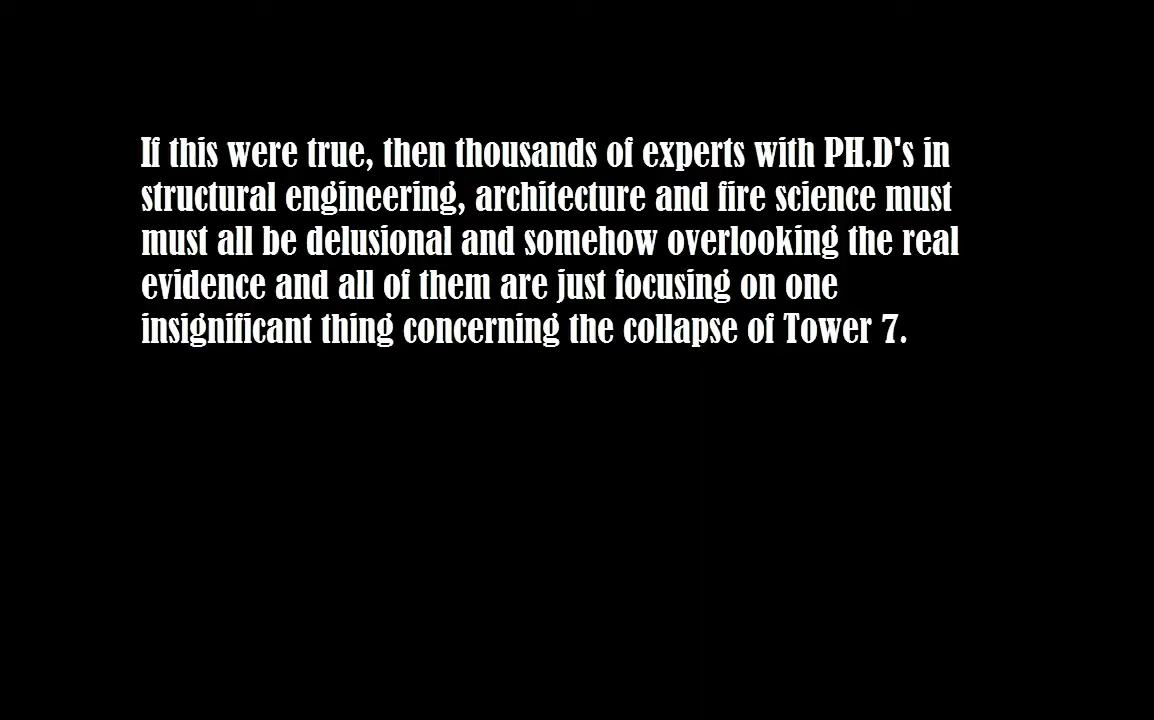 If this were true, then thousands of experts with PH.D's in
structural engineering, architecture and fire science must
must all be delusional and somehow overlooking the real
evidence and all of them are just focusing on one
insignificant thing concerning the collapse of Tower 7.